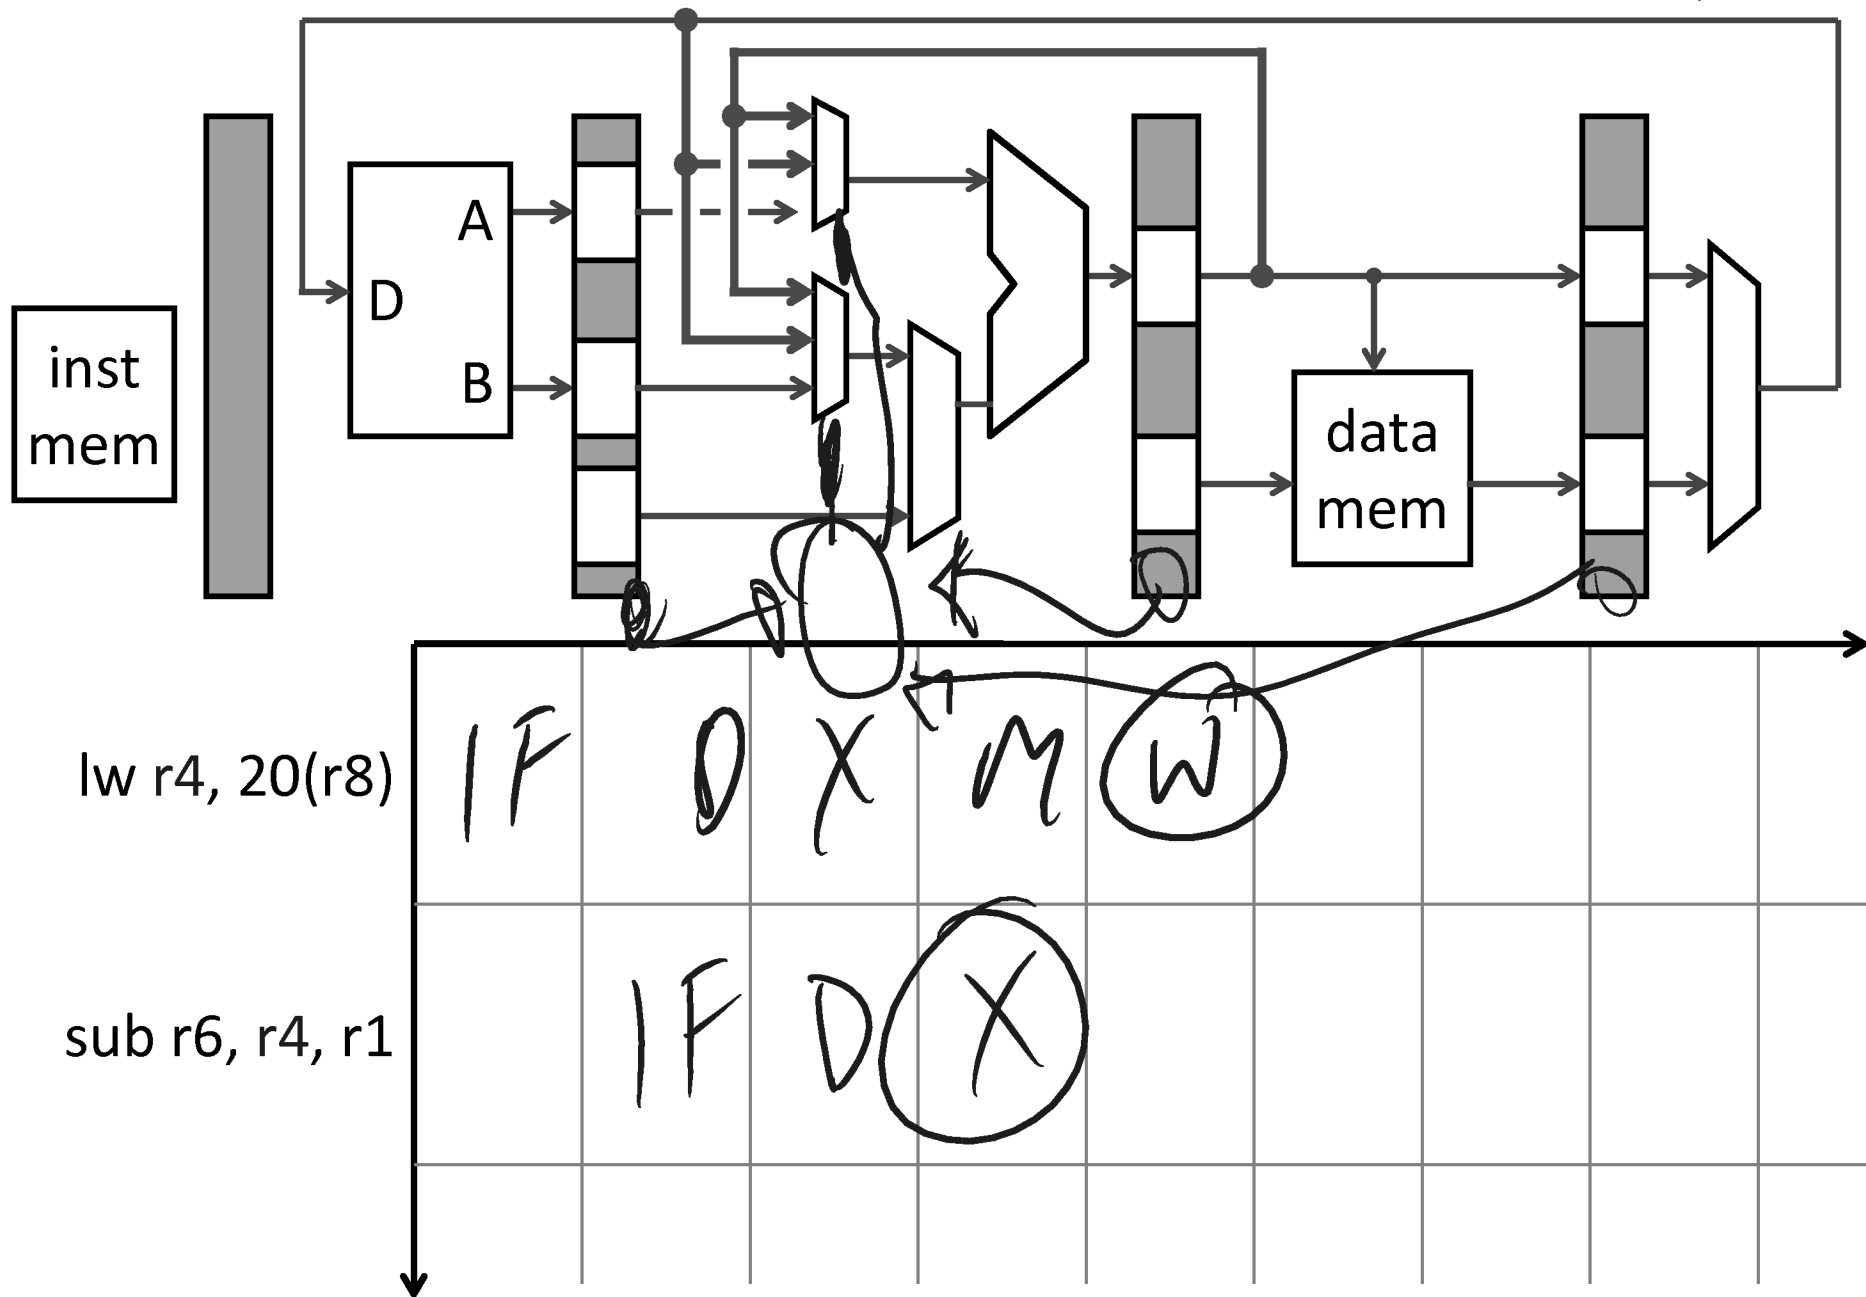 A
D
B
inst
mem
data
mem
lw r4, 20(r8) IF D X M W
sub r6, r4, r1 IF D X